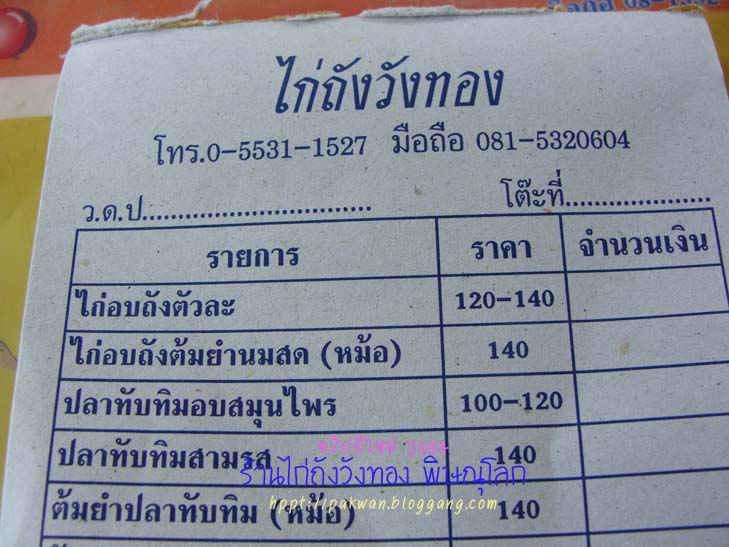 ไก่ถังวังทอง
โทร.0-5531-1527 มือถือ 081-5320604
ว.ด.ป................................ โต๊ะที่.....................
รายการ ราคา จำนวนเงิน
ไก่อบถังตัวละ 120-140
ไก่อบถังต้มยำนมสด (หม้อ) 140
ปลาทับทิมอบสมุนไพร 100-120
ปลาทับทิมสามรส 140
ร้านไก่ถังวังทอง พิษณุโลก
ต้มยำปลาทับทิม (หม้อ) 140
hppti//pakwan.bloggang.com